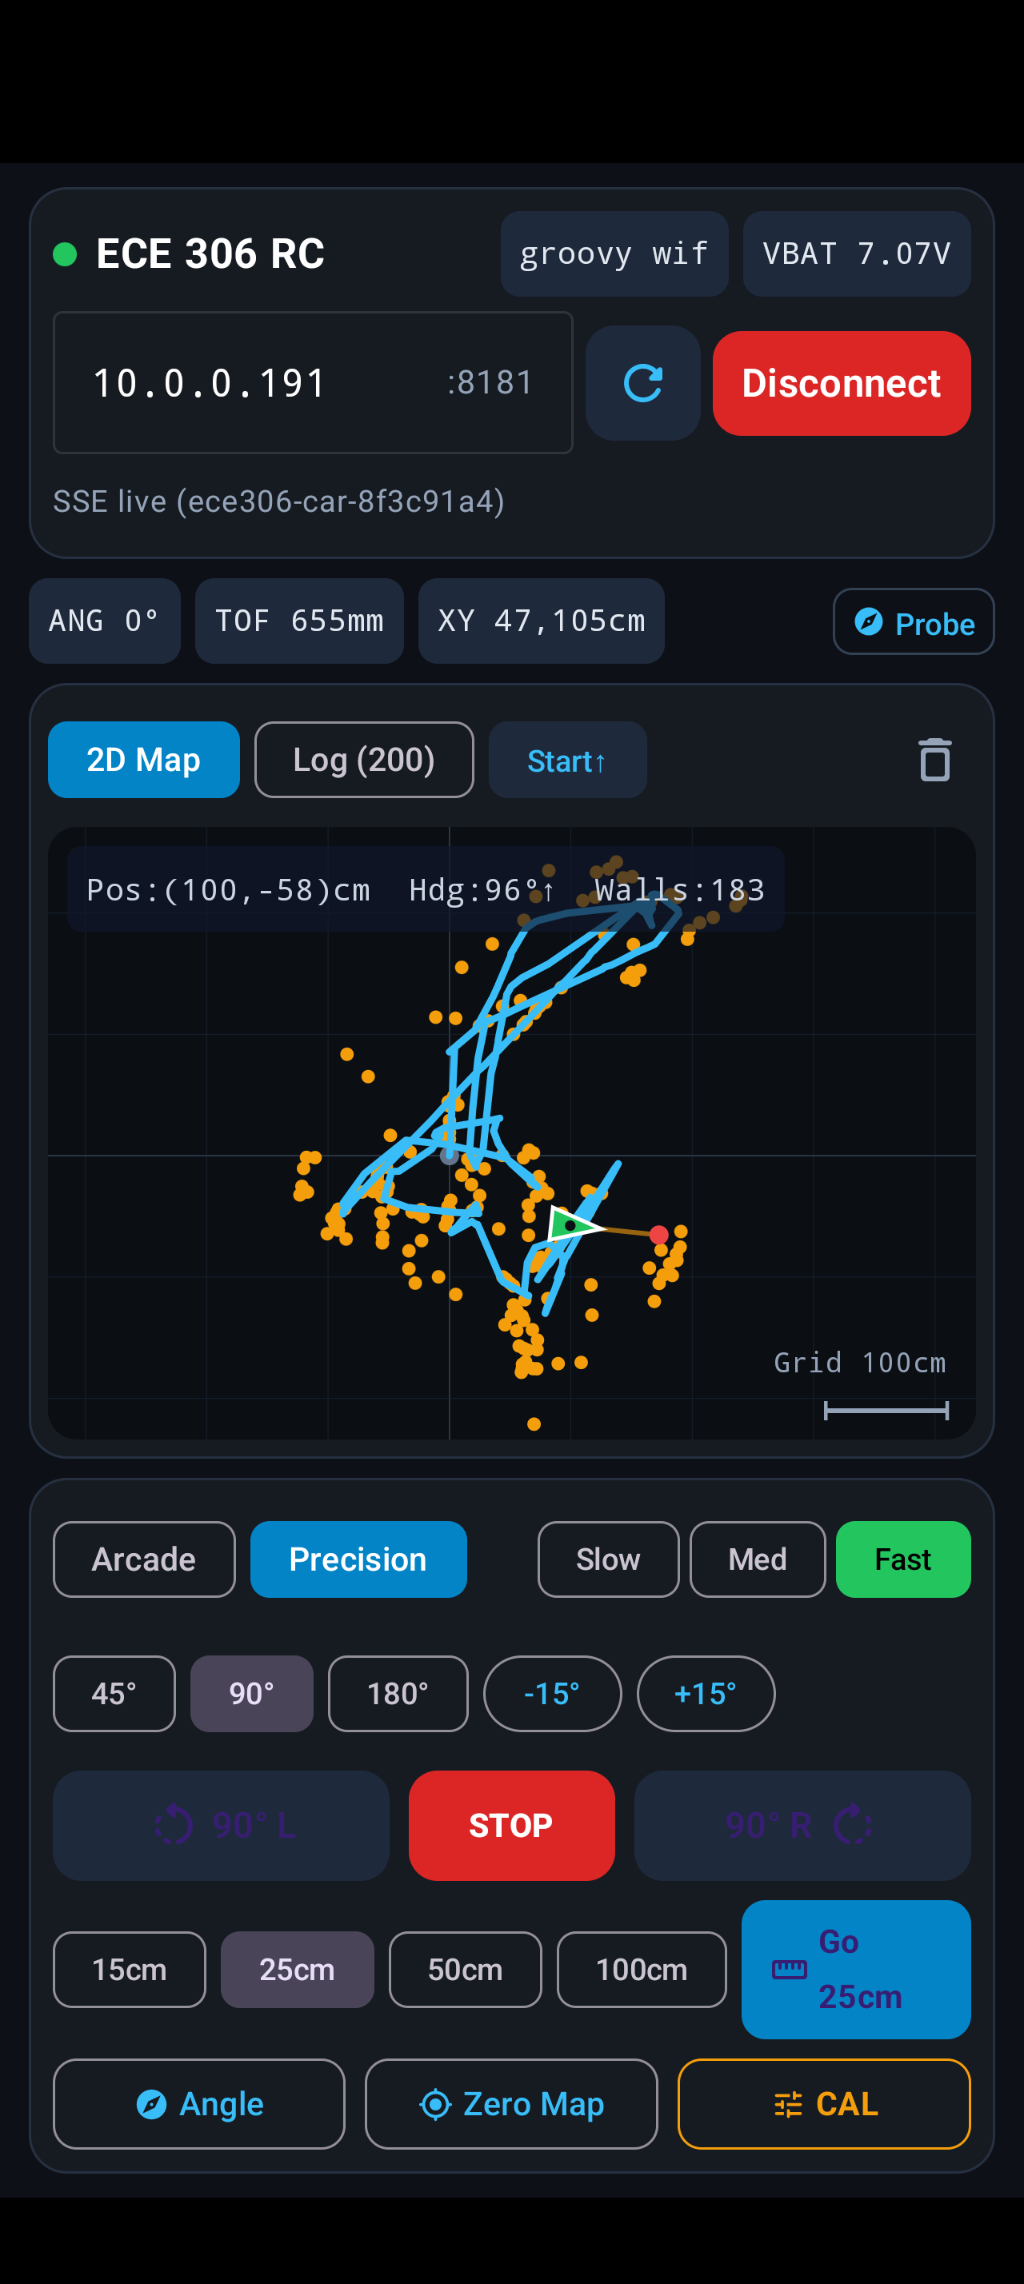 ECE 306 RC
groovy wif
VBAT 7.07V
10.0.0.191
:8181
Disconnect
SSE live (ece306-car-8f3c91a4)
ANG 0°
TOF 655mm
XY 47,105cm
Probe
2D Map
Log (200)
Start↑
Pos:(100,-58)cm Hdg:96°↑ Walls:183
Grid 100cm
Arcade
Precision
Slow
Med
Fast
45°
90°
180°
-15°
+15°
90° L
STOP
90° R
15cm
25cm
50cm
100cm
Go
25cm
Angle
Zero Map
CAL